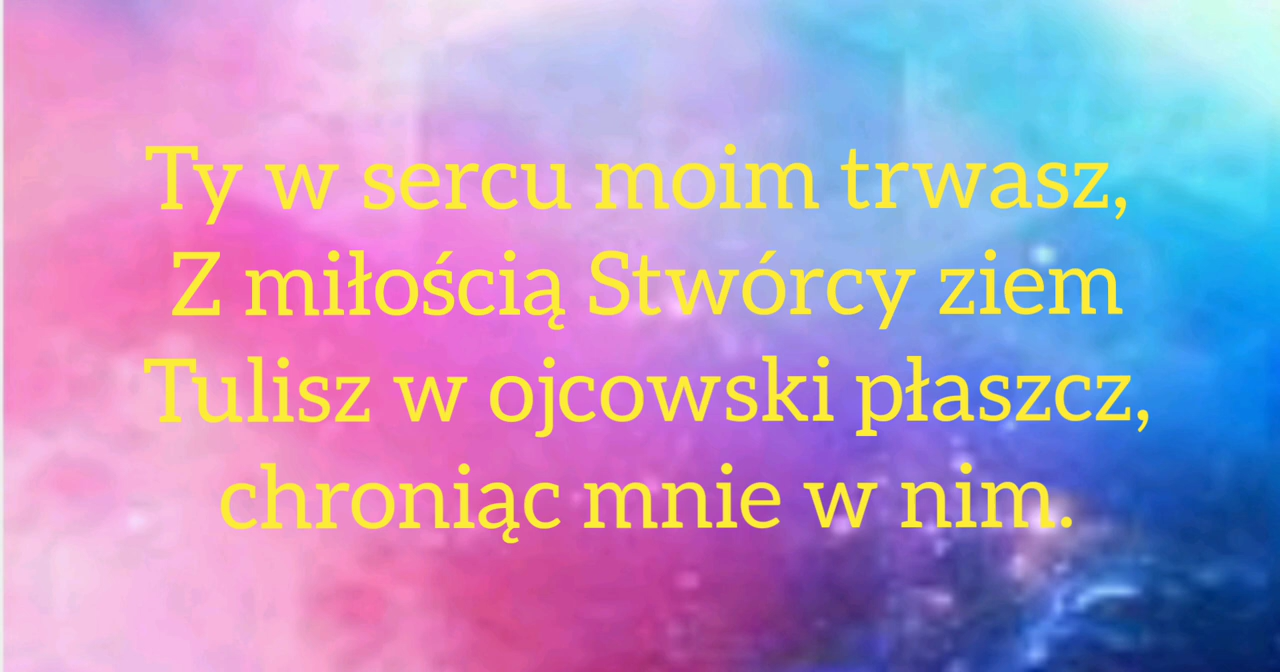 Ty w sercu moim trwasz,
Z miłością Stwórcy ziem
Tulisz w ojcowski płaszcz,
chroniąc mnie w nim.